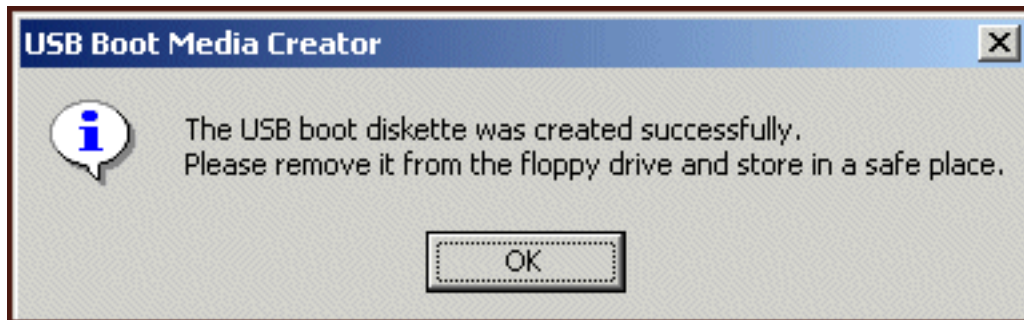 USB Boot Media Creator
The USB boot diskette was created successfully.
Please remove it from the floppy drive and store in a safe place.
OK